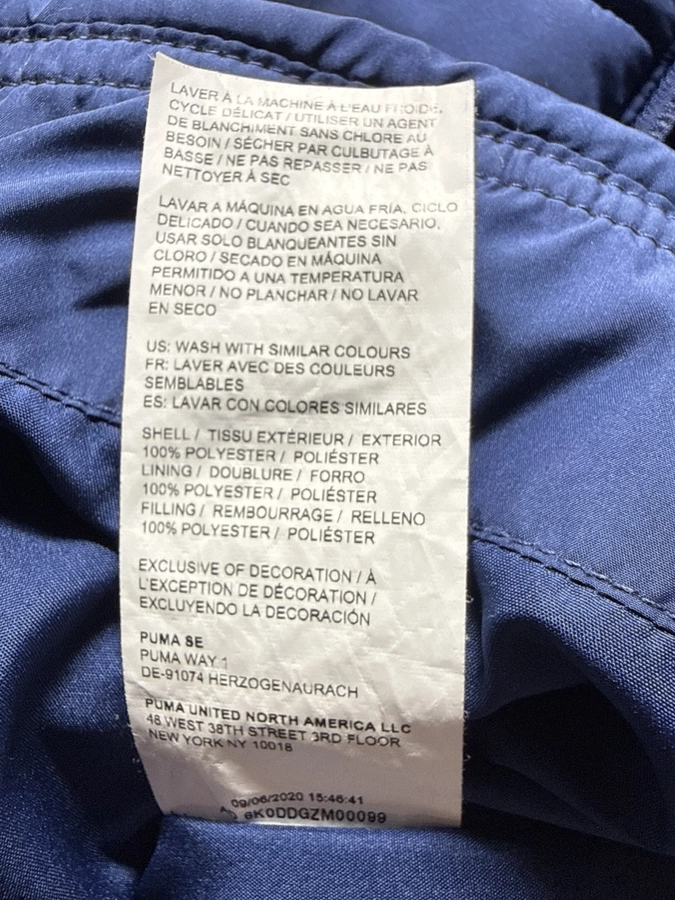 LAVER À LA MACHINE À L'EAU FROIDE,
CYCLE DÉLICAT / UTILISER UN AGENT
DE BLANCHIMENT SANS CHLORE AU
BESOIN / SÉCHER PAR CULBUTAGE À
BASSE / NE PAS REPASSER / NE PAS
NETTOYER À SEC
LAVAR A MÁQUINA EN AGUA FRÍA, CICLO
DELICADO / CUANDO SEA NECESARIO,
USAR SOLO BLANQUEANTES SIN
CLORO / SECADO EN MÁQUINA
PERMITIDO A UNA TEMPERATURA
MENOR / NO PLANCHAR / NO LAVAR
EN SECO
US: WASH WITH SIMILAR COLOURS
FR: LAVER AVEC DES COULEURS
SEMBLABLES
ES: LAVAR CON COLORES SIMILARES
SHELL / TISSU EXTÉRIEUR / EXTERIOR
100% POLYESTER / POLIÉSTER
LINING / DOUBLURE / FORRO
100% POLYESTER / POLIÉSTER
FILLING / REMBOURRAGE / RELLENO
100% POLYESTER / POLIÉSTER
EXCLUSIVE OF DECORATION / À
L'EXCEPTION DE DÉCORATION /
EXCLUYENDO LA DECORACIÓN
PUMA SE
PUMA WAY 1
DE-91074 HERZOGENAURACH
PUMA UNITED NORTH AMERICA LLC
48 WEST 38TH STREET 3RD FLOOR
NEW YORK NY 10018
09/06/2020 15:46:41